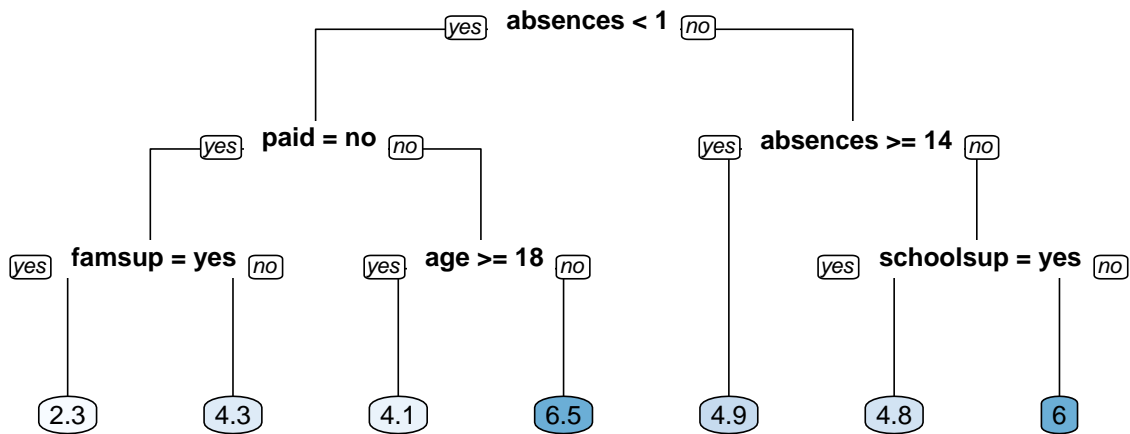 yes absences < 1 no
yes paid = no no
yes absences >= 14 no
yes famsup = yes no
yes age >= 18 no
yes schoolsup = yes no
2.3 4.3 4.1 6.5 4.9 4.8 6